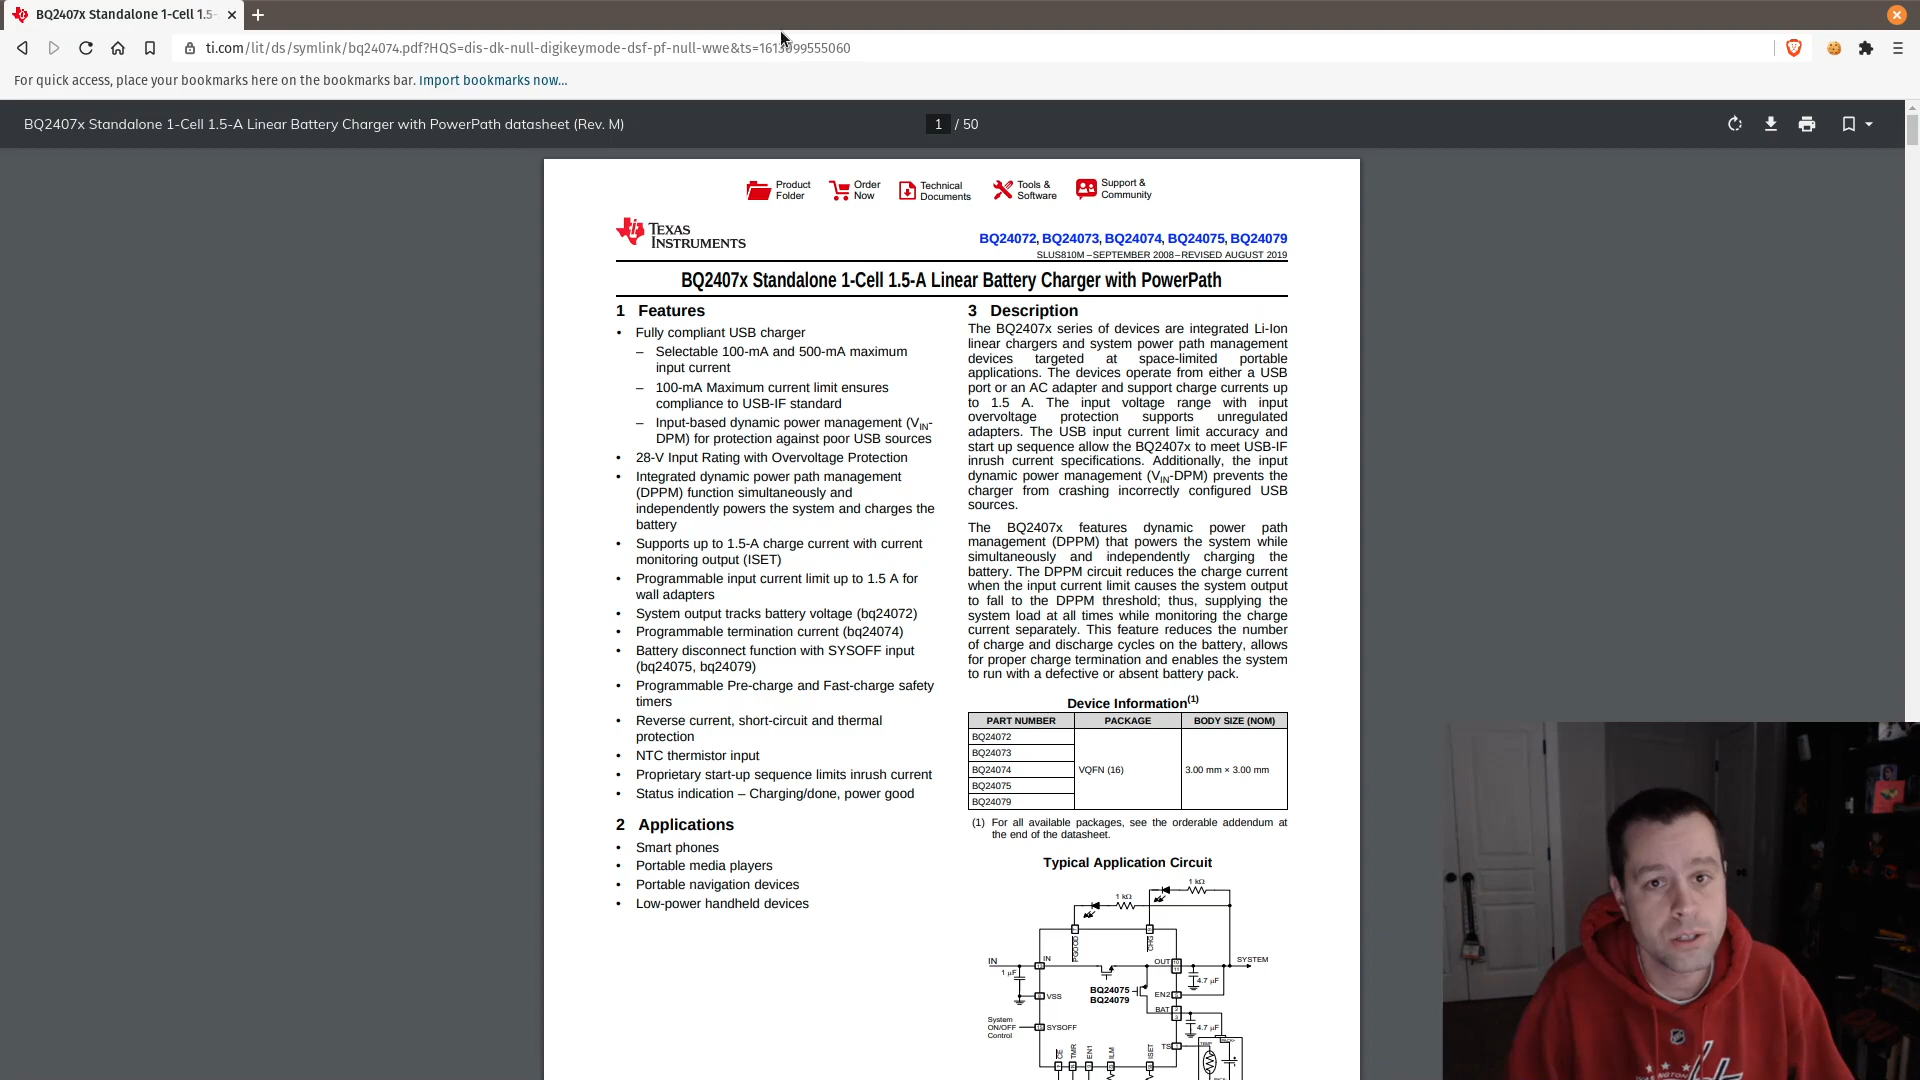 BQ2407x Standalone 1-Cell 1.5-
ti.com/lit/ds/symlink/bq24074.pdf?HQS=dis-dk-null-digikeymode-dsf-pf-null-wwe&ts=1613099555060
For quick access, place your bookmarks here on the bookmarks bar. Import bookmarks now...
BQ2407x Standalone 1-Cell 1.5-A Linear Battery Charger with PowerPath datasheet (Rev. M)
1 / 50
Product
Folder
Order
Now
Technical
Documents
Tools &
Software
Support &
Community
TEXAS
INSTRUMENTS
BQ24072, BQ24073, BQ24074, BQ24075, BQ24079
SLUS810M –SEPTEMBER 2008–REVISED AUGUST 2019
BQ2407x Standalone 1-Cell 1.5-A Linear Battery Charger with PowerPath
1 Features
• Fully compliant USB charger
– Selectable 100-mA and 500-mA maximum
input current
– 100-mA Maximum current limit ensures
compliance to USB-IF standard
– Input-based dynamic power management (VIN-
DPM) for protection against poor USB sources
• 28-V Input Rating with Overvoltage Protection
• Integrated dynamic power path management
(DPPM) function simultaneously and
independently powers the system and charges the
battery
• Supports up to 1.5-A charge current with current
monitoring output (ISET)
• Programmable input current limit up to 1.5 A for
wall adapters
• System output tracks battery voltage (bq24072)
• Programmable termination current (bq24074)
• Battery disconnect function with SYSOFF input
(bq24075, bq24079)
• Programmable Pre-charge and Fast-charge safety
timers
• Reverse current, short-circuit and thermal
protection
• NTC thermistor input
• Proprietary start-up sequence limits inrush current
• Status indication – Charging/done, power good
2 Applications
• Smart phones
• Portable media players
• Portable navigation devices
• Low-power handheld devices
3 Description
The BQ2407x series of devices are integrated Li-Ion
linear chargers and system power path management
devices targeted at space-limited portable
applications. The devices operate from either a USB
port or an AC adapter and support charge currents up
to 1.5 A. The input voltage range with input
overvoltage protection supports unregulated
adapters. The USB input current limit accuracy and
start up sequence allow the BQ2407x to meet USB-IF
inrush current specifications. Additionally, the input
dynamic power management (VIN-DPM) prevents the
charger from crashing incorrectly configured USB
sources.
The BQ2407x features dynamic power path
management (DPPM) that powers the system while
simultaneously and independently charging the
battery. The DPPM circuit reduces the charge current
when the input current limit causes the system output
to fall to the DPPM threshold; thus, supplying the
system load at all times while monitoring the charge
current separately. This feature reduces the number
of charge and discharge cycles on the battery, allows
for proper charge termination and enables the system
to run with a defective or absent battery pack.
Device Information(1)
PART NUMBER PACKAGE BODY SIZE (NOM)
BQ24072
BQ24073
BQ24074 VQFN (16) 3.00 mm × 3.00 mm
BQ24075
BQ24079
(1) For all available packages, see the orderable addendum at
the end of the datasheet.
Typical Application Circuit
1 kΩ
1 kΩ
PGOOD
CHG
IN
IN
OUT
SYSTEM
1 µF
4.7 µF
BQ24075
BQ24079
EN2
VSS
BAT
System
ON/OFF
Control
SYSOFF
4.7 µF
TS
CE
TMR
EN1
ILIM
ISET